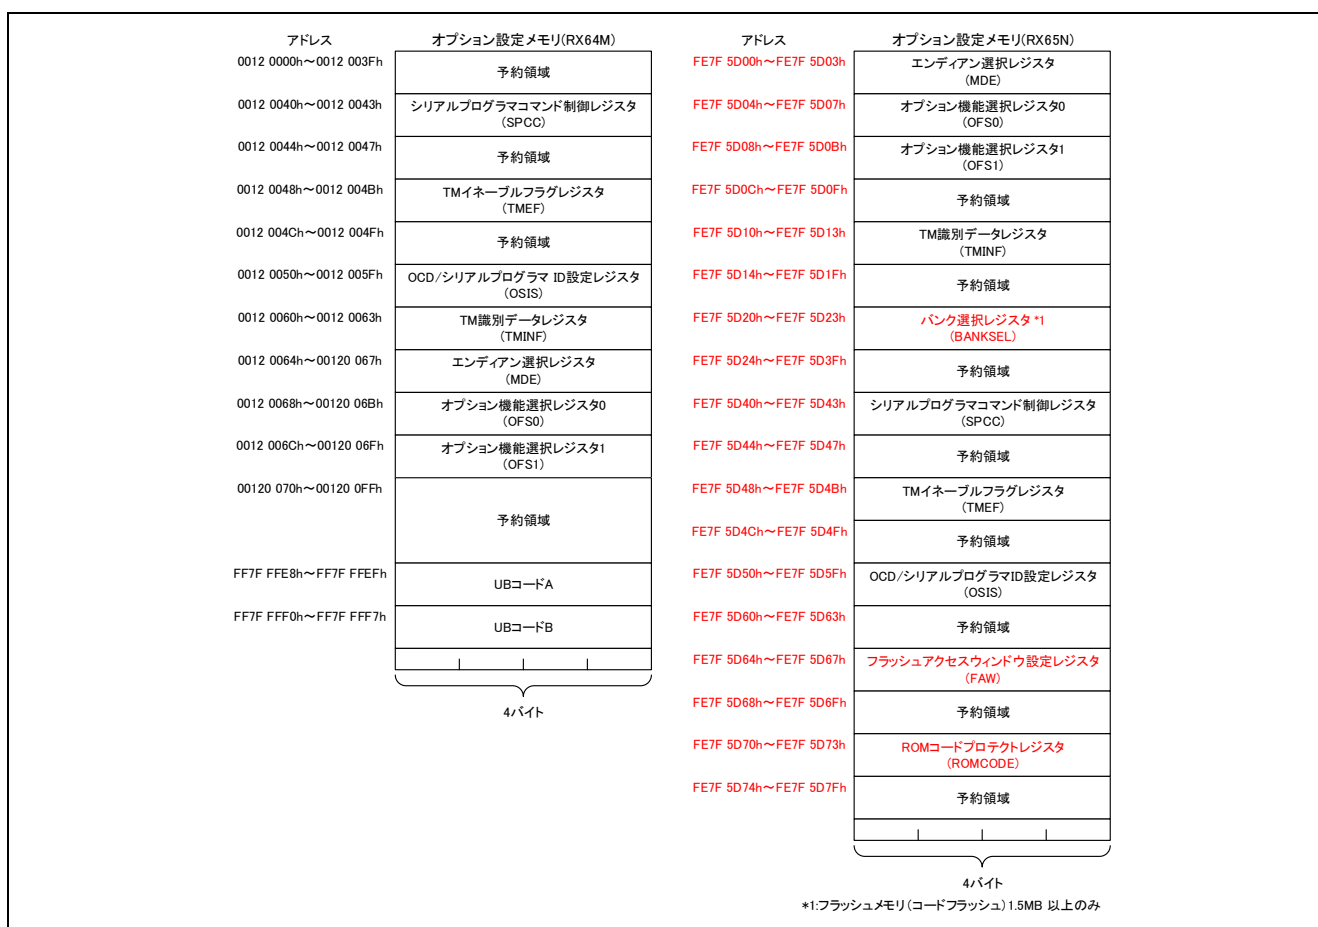 アドレス
オプション設定メモリ(RX64M)
0012 0000h～0012 003Fh
予約領域
0012 0040h～0012 0043h
シリアルプログラマコマンド制御レジスタ
(SPCC)
0012 0044h～0012 0047h
予約領域
0012 0048h～0012 004Bh
TMイネーブルフラグレジスタ
(TMEF)
0012 004Ch～0012 004Fh
予約領域
0012 0050h～0012 005Fh
OCD/シリアルプログラマ ID設定レジスタ
(OSIS)
0012 0060h～0012 0063h
TM識別データレジスタ
(TMINF)
0012 0064h～00120 067h
エンディアン選択レジスタ
(MDE)
0012 0068h～00120 06Bh
オプション機能選択レジスタ0
(OFS0)
0012 006Ch～00120 06Fh
オプション機能選択レジスタ1
(OFS1)
00120 070h～00120 0FFh
予約領域
FF7F FFE8h～FF7F FFEFh
UBコードA
FF7F FFF0h～FF7F FFF7h
UBコードB
4バイト
アドレス
オプション設定メモリ(RX65N)
FE7F 5D00h～FE7F 5D03h
エンディアン選択レジスタ
(MDE)
FE7F 5D04h～FE7F 5D07h
オプション機能選択レジスタ0
(OFS0)
FE7F 5D08h～FE7F 5D0Bh
オプション機能選択レジスタ1
(OFS1)
FE7F 5D0Ch～FE7F 5D0Fh
予約領域
FE7F 5D10h～FE7F 5D13h
TM識別データレジスタ
(TMINF)
FE7F 5D14h～FE7F 5D1Fh
予約領域
FE7F 5D20h～FE7F 5D23h
バンク選択レジスタ *1
(BANKSEL)
FE7F 5D24h～FE7F 5D3Fh
予約領域
FE7F 5D40h～FE7F 5D43h
シリアルプログラマコマンド制御レジスタ
(SPCC)
FE7F 5D44h～FE7F 5D47h
予約領域
FE7F 5D48h～FE7F 5D4Bh
TMイネーブルフラグレジスタ
(TMEF)
FE7F 5D4Ch～FE7F 5D4Fh
予約領域
FE7F 5D50h～FE7F 5D5Fh
OCD/シリアルプログラマID設定レジスタ
(OSIS)
FE7F 5D60h～FE7F 5D63h
予約領域
FE7F 5D64h～FE7F 5D67h
フラッシュアクセスウィンドウ設定レジスタ
(FAW)
FE7F 5D68h～FE7F 5D6Fh
予約領域
FE7F 5D70h～FE7F 5D73h
ROMコードプロテクトレジスタ
(ROMCODE)
FE7F 5D74h～FE7F 5D7Fh
予約領域
4バイト
*1:フラッシュメモリ(コードフラッシュ)1.5MB 以上のみ